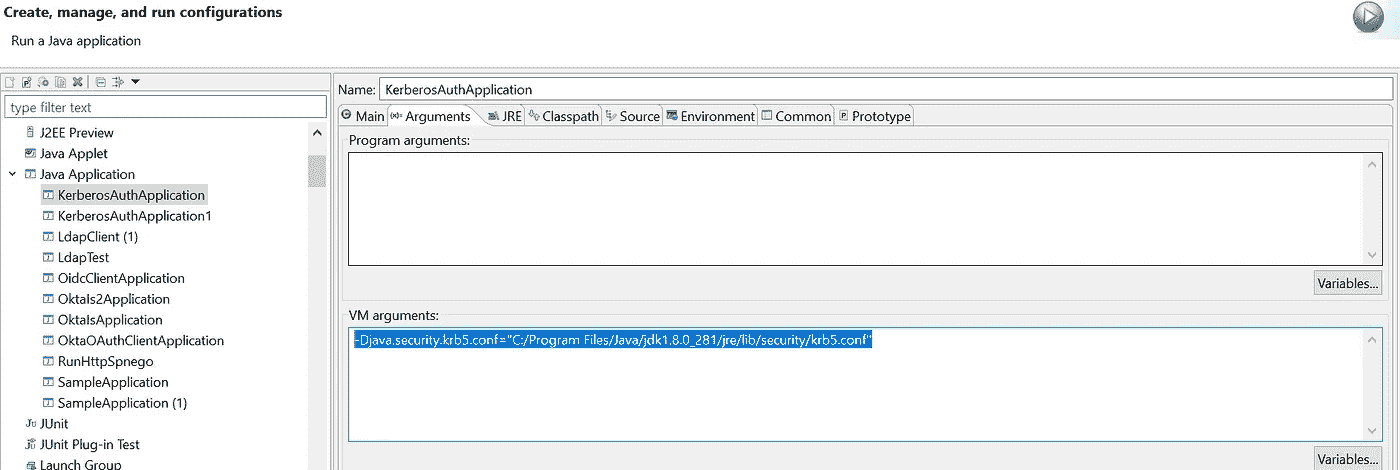 Create, manage, and run configurations
Run a Java application
type filter text
J2EE Preview
Java Applet
Java Application
KerberosAuthApplication
KerberosAuthApplication1
LdapClient (1)
LdapTest
OidcClientApplication
OktaIs2Application
OktaIsApplication
OktaOAuthClientApplication
RunHttpSpnego
SampleApplication
SampleApplication (1)
JUnit
JUnit Plug-in Test
Launch Group
Name: KerberosAuthApplication
Main Arguments JRE Classpath Source Environment Common Prototype
Program arguments:
Variables...
VM arguments:
-Djava.security.krb5.conf="C:/Program Files/Java/jdk1.8.0_281/jre/lib/security/krb5.conf"
Variables...